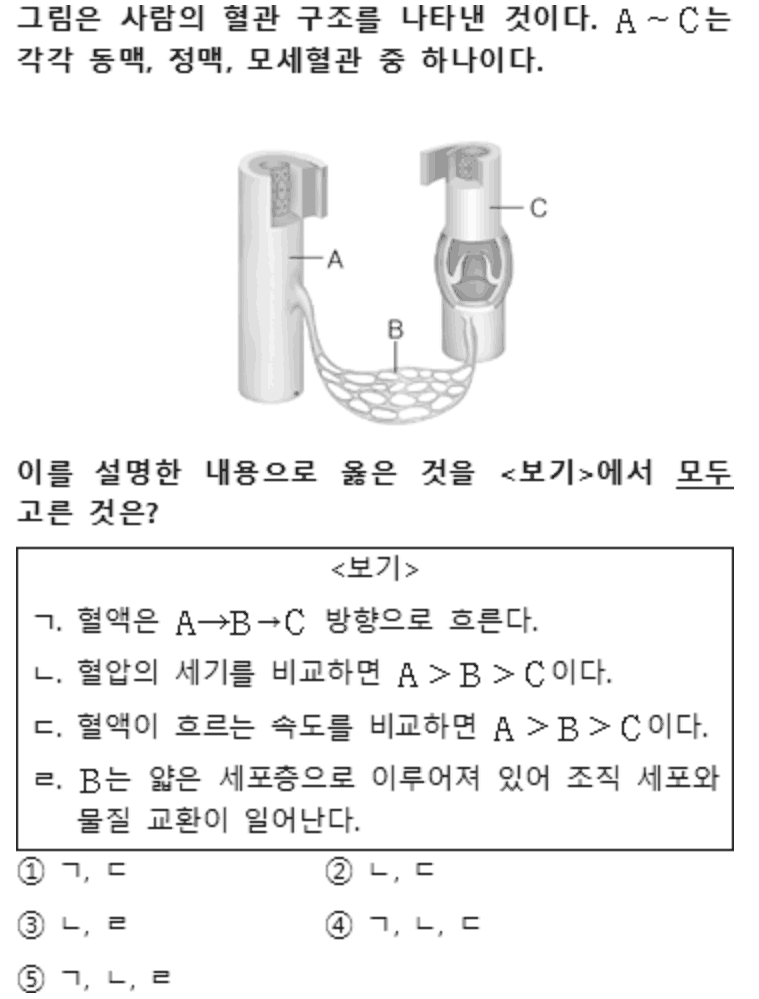 그림은 사람의 혈관 구조를 나타낸 것이다. A ~ C는
각각 동맥, 정맥, 모세혈관 중 하나이다.
C
A
B
이를 설명한 내용으로 옳은 것을 <보기>에서 모두
고른 것은?
<보기>
ㄱ. 혈액은 A→B→C 방향으로 흐른다.
ㄴ. 혈압의 세기를 비교하면 A > B > C이다.
ㄷ. 혈액이 흐르는 속도를 비교하면 A > B > C이다.
ㄹ. B는 얇은 세포층으로 이루어져 있어 조직 세포와
물질 교환이 일어난다.
① ㄱ, ㄷ ② ㄴ, ㄷ
③ ㄴ, ㄹ ④ ㄱ, ㄴ, ㄷ
⑤ ㄱ, ㄴ, ㄹ